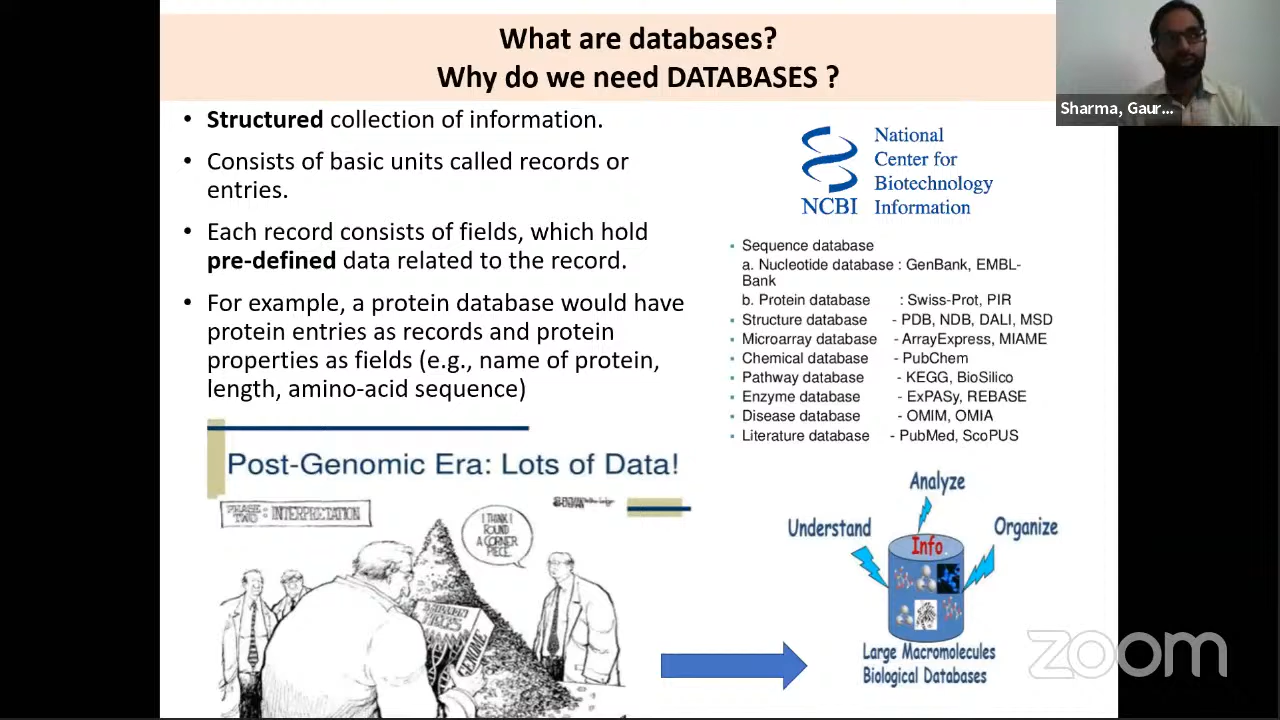 What are databases?
Why do we need DATABASES ?
Sharma, Gaur...
• Structured collection of information.
• Consists of basic units called records or
entries.
• Each record consists of fields, which hold
pre-defined data related to the record.
• For example, a protein database would have
protein entries as records and protein
properties as fields (e.g., name of protein,
length, amino-acid sequence)
National
Center for
Biotechnology
NCBI Information
Sequence database
a. Nucleotide database : GenBank, EMBL-
Bank
b. Protein database : Swiss-Prot, PIR
Structure database - PDB, NDB, DALI, MSD
Microarray database - ArrayExpress, MIAME
Chemical database - PubChem
Pathway database - KEGG, BioSilico
Enzyme database - ExPASy, REBASE
Disease database - OMIM, OMIA
Literature database - PubMed, ScoPUS
Post-Genomic Era: Lots of Data!
PHASE
TWO: INTERPRETATION
I THINK I
FOUND
A CORNER
PIECE.
GENOME
Analyze
Understand
Organize
Info.
Large Macromolecules
Biological Databases
zoom